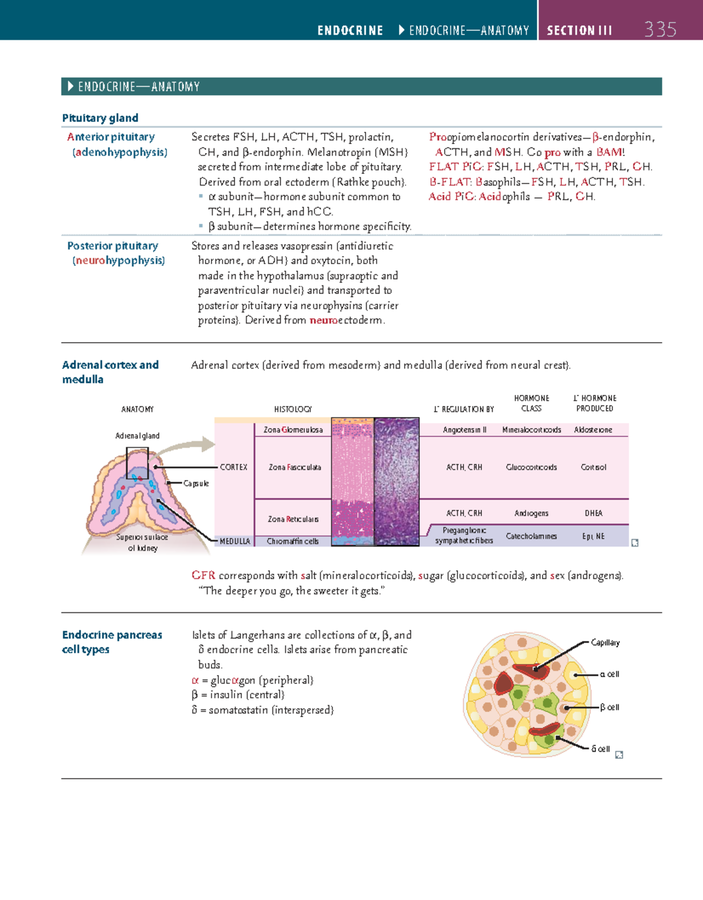 ENDOCRINE ▶ ENDOCRINE—ANATOMY SECTION III 335
▶ ENDOCRINE—ANATOMY
Pituitary gland
Anterior pituitary
(adenohypophysis)
Secretes FSH, LH, ACTH, TSH, prolactin,
GH, and β-endorphin. Melanotropin (MSH)
secreted from intermediate lobe of pituitary.
Derived from oral ectoderm (Rathke pouch).
▪ α subunit—hormone subunit common to
TSH, LH, FSH, and hCG.
▪ β subunit—determines hormone specificity.
Proopiomelanocortin derivatives—β-endorphin,
ACTH, and MSH. Go pro with a BAM!
FLAT PiG: FSH, LH, ACTH, TSH, PRL, GH.
B-FLAT: Basophils—FSH, LH, ACTH, TSH.
Acid PiG: Acidophils — PRL, GH.
Posterior pituitary
(neurohypophysis)
Stores and releases vasopressin (antidiuretic
hormone, or ADH) and oxytocin, both
made in the hypothalamus (supraoptic and
paraventricular nuclei) and transported to
posterior pituitary via neurophysins (carrier
proteins). Derived from neuroectoderm.
Adrenal cortex and
medulla
Adrenal cortex (derived from mesoderm) and medulla (derived from neural crest).
ANATOMY
HISTOLOGY
1° REGULATION BY
HORMONE
CLASS
1° HORMONE
PRODUCED
Adrenal gland
Capsule
Superior surface
of kidney
CORTEX
MEDULLA
Zona Glomerulosa
Angiotensin II
Mineralocorticoids
Aldosterone
Zona Fasciculata
ACTH, CRH
Glucocorticoids
Cortisol
Zona Reticularis
ACTH, CRH
Androgens
DHEA
Chromaffin cells
Preganglionic
sympathetic fibers
Catecholamines
Epi, NE
GFR corresponds with salt (mineralocorticoids), sugar (glucocorticoids), and sex (androgens).
“The deeper you go, the sweeter it gets.”
Endocrine pancreas
cell types
Islets of Langerhans are collections of α, β, and
δ endocrine cells. Islets arise from pancreatic
buds.
α = glucαgon (peripheral)
β = insulin (central)
δ = somatostatin (interspersed)
Capillary
α cell
β cell
δ cell